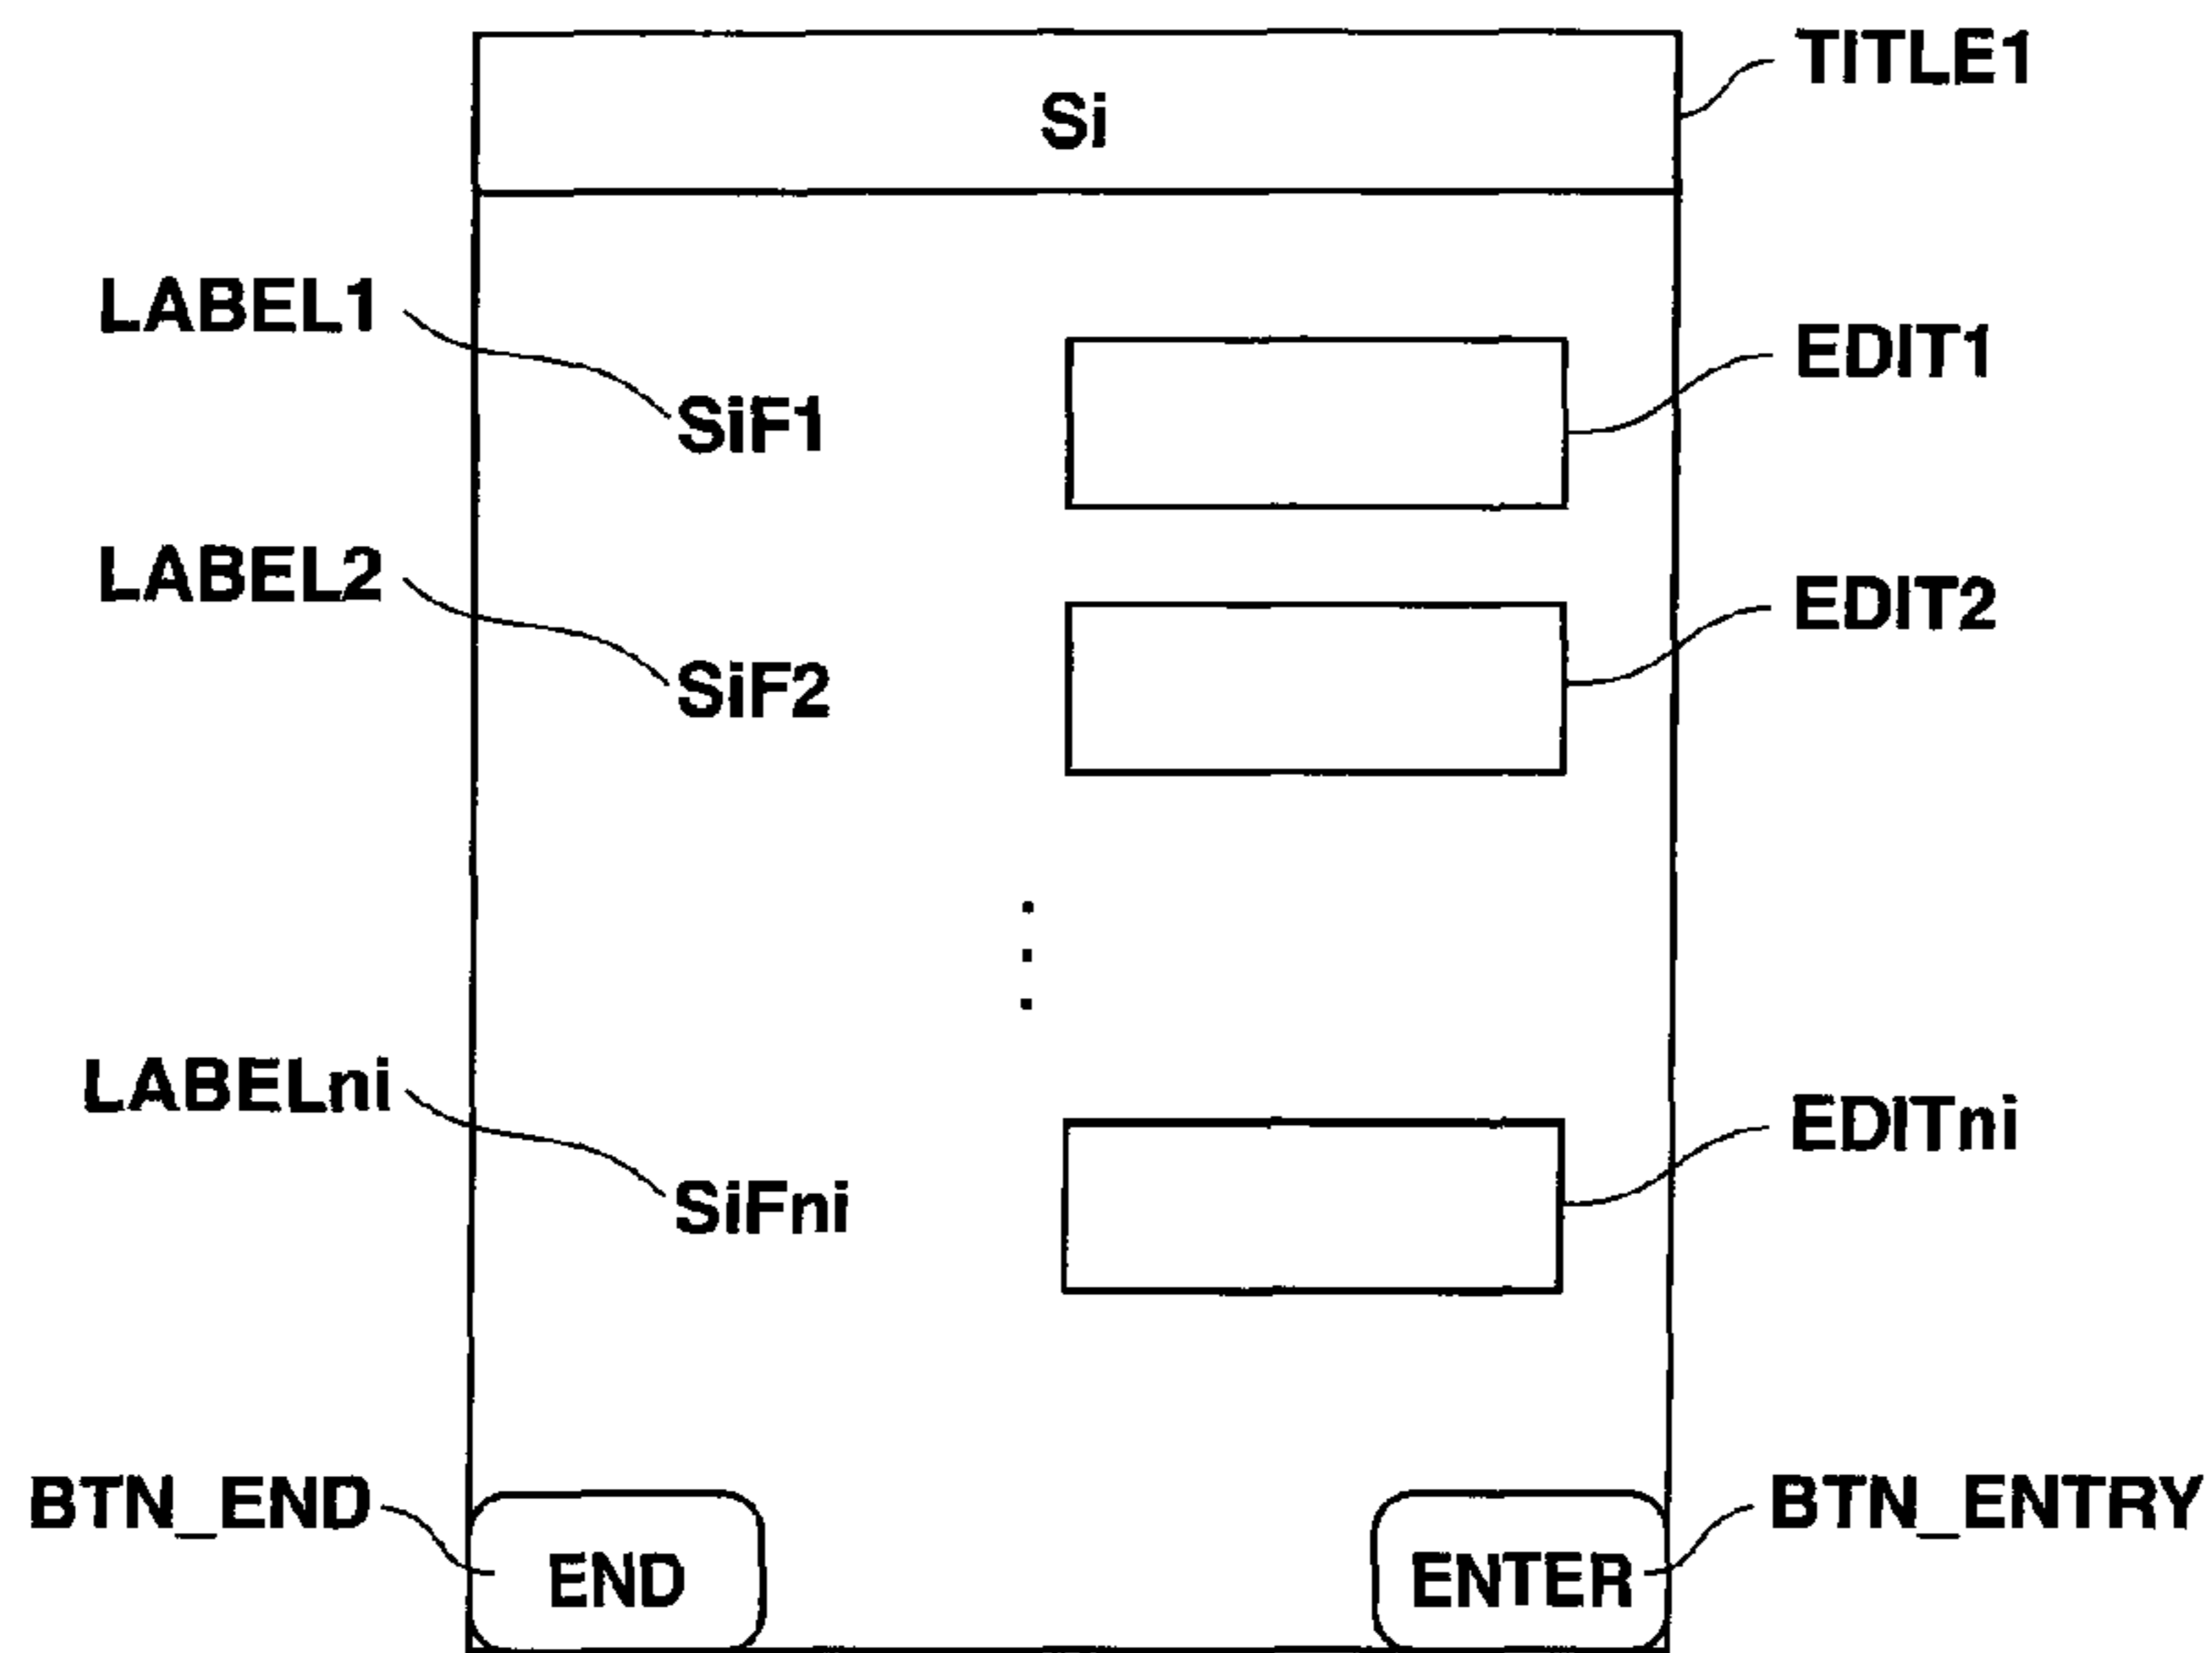 TITLE1
Si
LABEL1
EDIT1
SiF1
LABEL2
EDIT2
SiF2
LABELni
EDITni
SiFni
BTN_END
BTN_ENTRY
END
ENTER